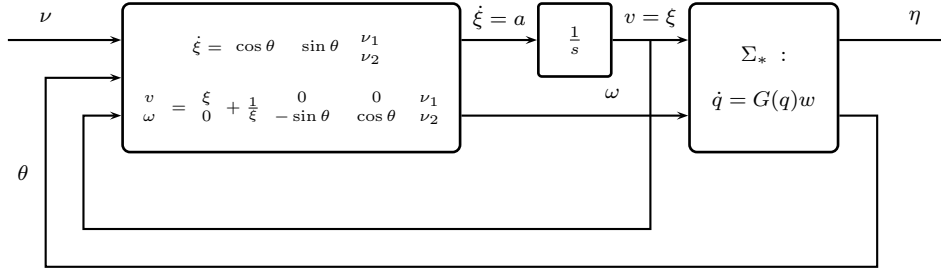 ν
ξ̇ = a
v = ξ
η
ξ̇ = cos θ sin θ ν₁
ν₂
1
s
Σ* :
q̇ = G(q)w
ω
v = ξ + 1 0 0 ν₁
ω 0 ξ − sin θ cos θ ν₂
θ